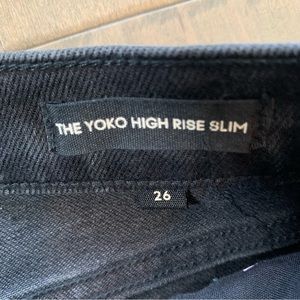 THE YOKO HIGH RISE SLIM
26